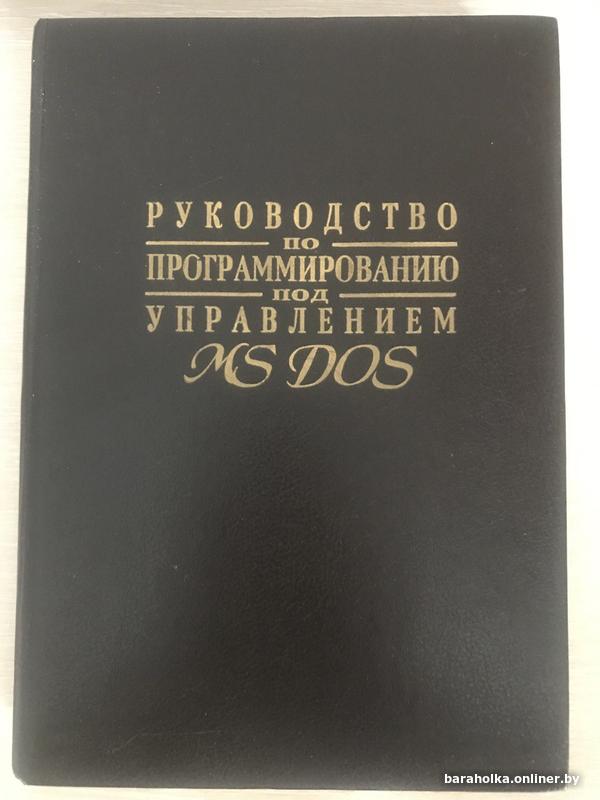 РУКОВОДСТВО
ПО
ПРОГРАММИРОВАНИЮ
ПОД
УПРАВЛЕНИЕМ
MS DOS
baraholka.onliner.by